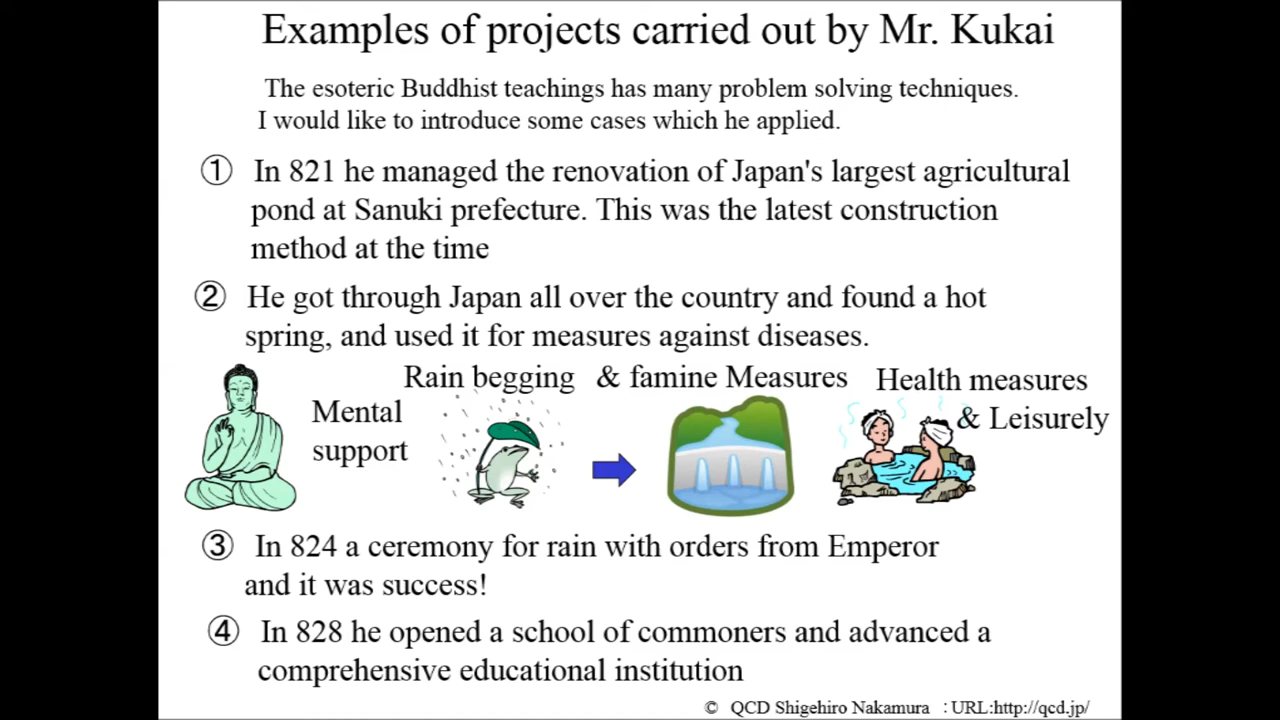 Examples of projects carried out by Mr. Kukai
The esoteric Buddhist teachings has many problem solving techniques.
I would like to introduce some cases which he applied.
① In 821 he managed the renovation of Japan's largest agricultural
pond at Sanuki prefecture. This was the latest construction
method at the time
② He got through Japan all over the country and found a hot
spring, and used it for measures against diseases.
Rain begging & famine Measures
Health measures
& Leisurely
Mental
support
③ In 824 a ceremony for rain with orders from Emperor
and it was success!
④ In 828 he opened a school of commoners and advanced a
comprehensive educational institution
© QCD Shigehiro Nakamura :URL:http://qcd.jp/